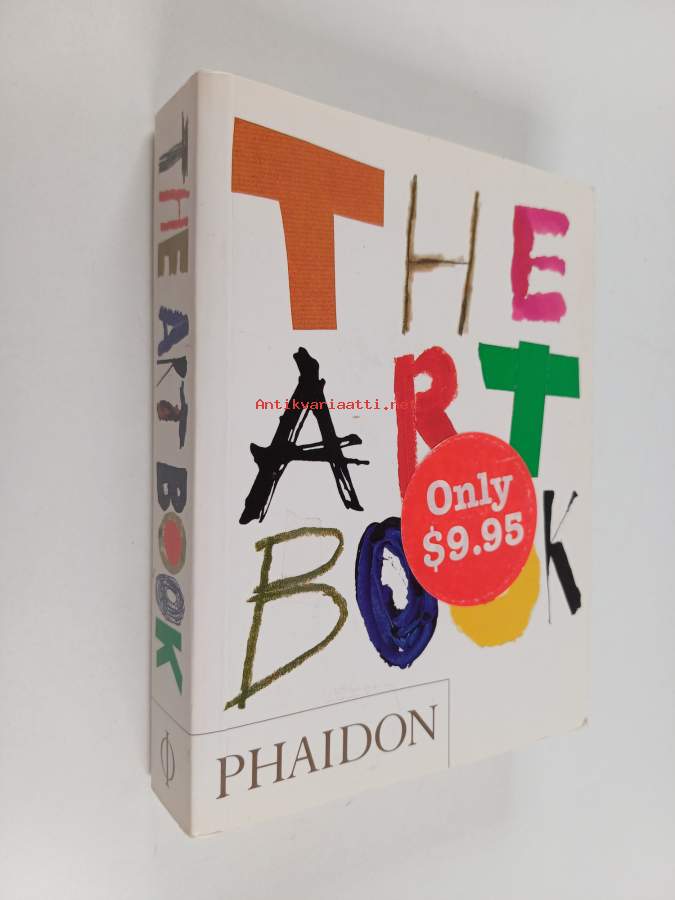 THE ART BOOK
THE
ART
BOOK
Antikvariaatti.net
Only
$9.95
PHAIDON